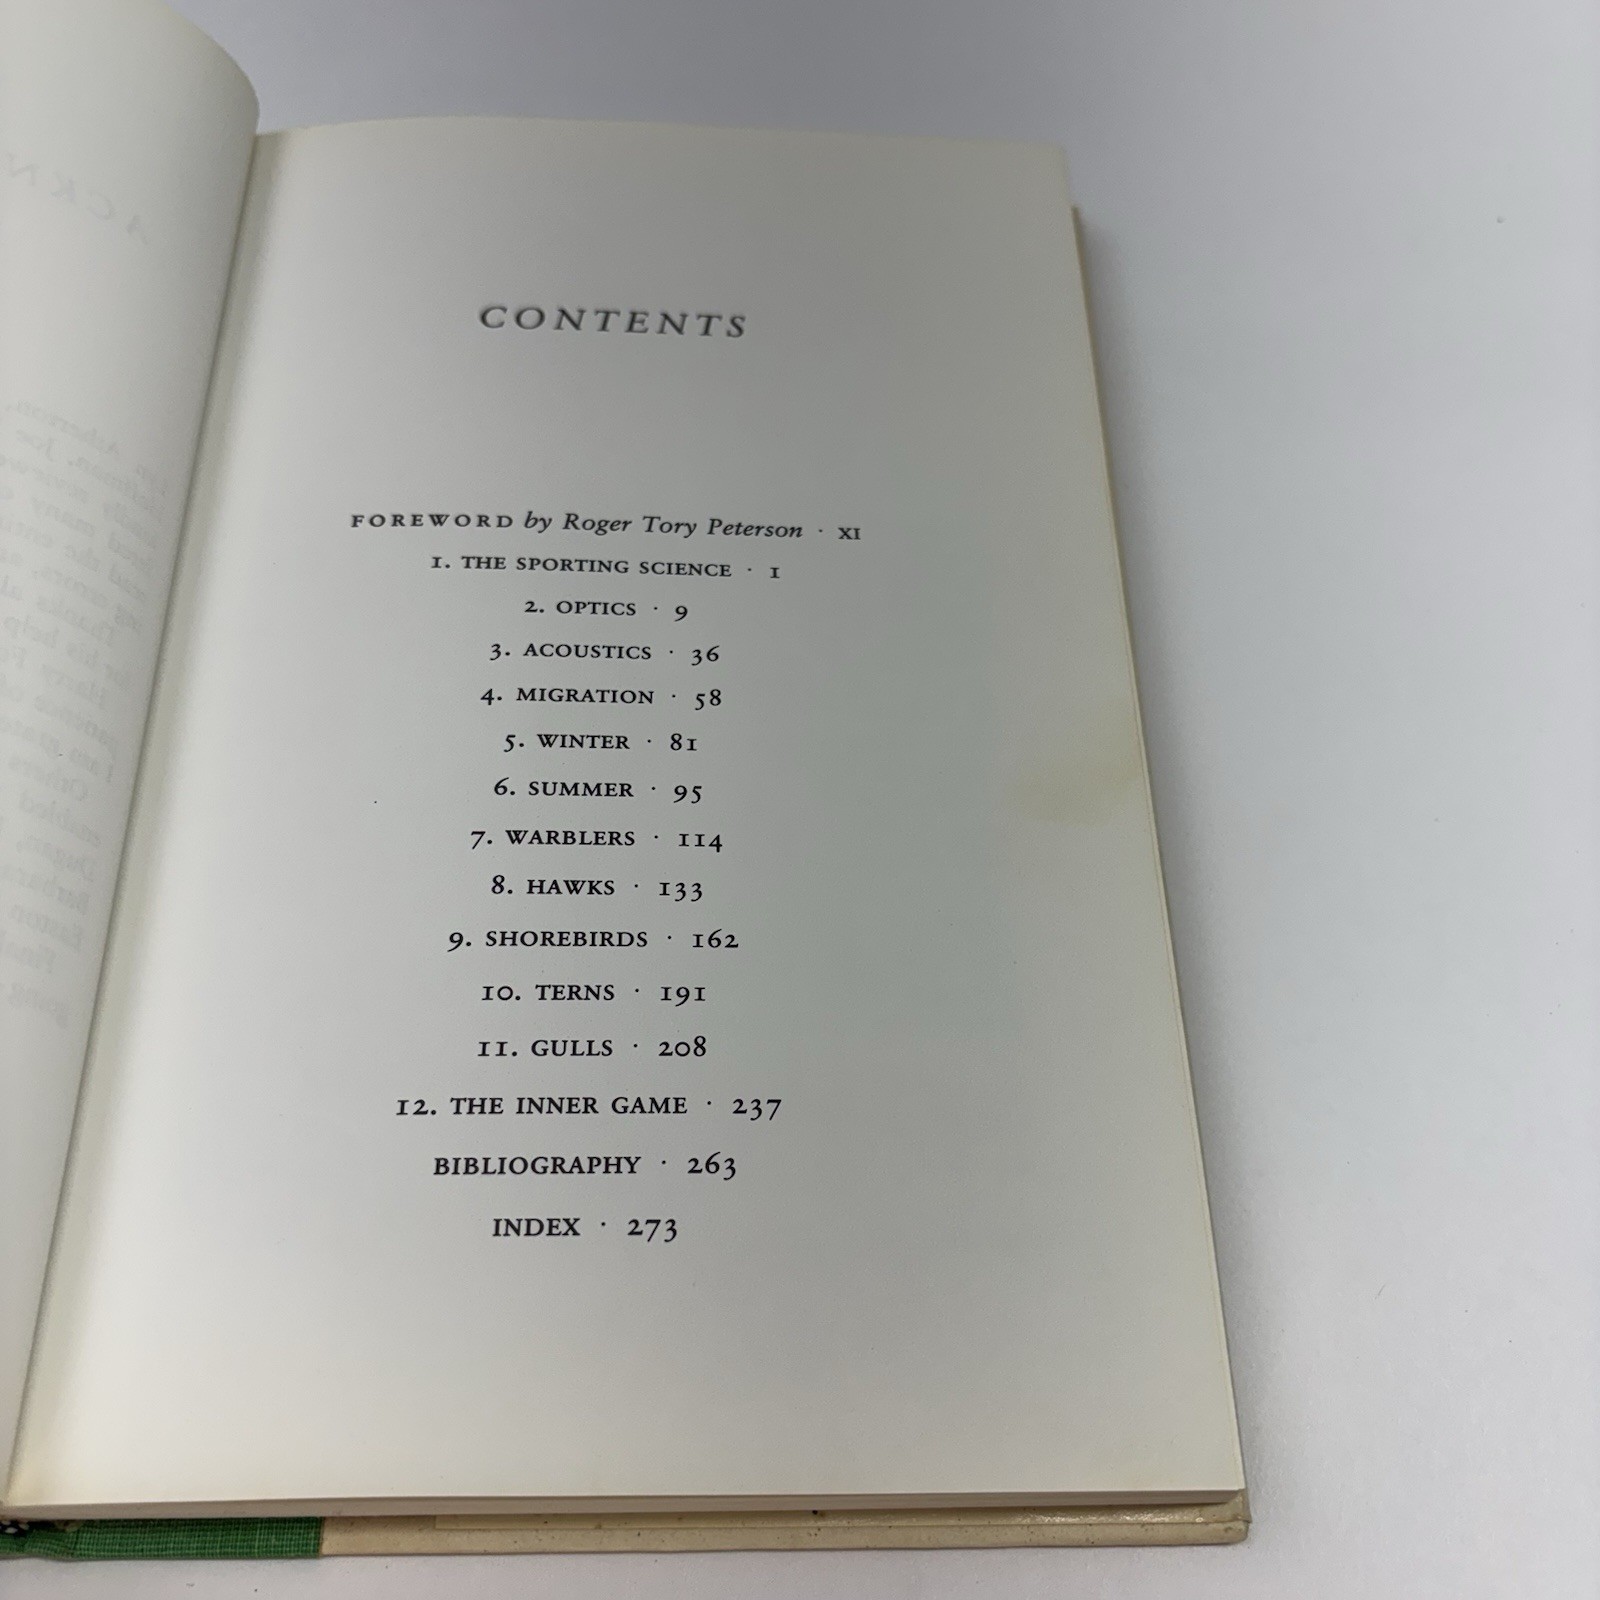 CONTENTS
FOREWORD by Roger Tory Peterson · XI
1. THE SPORTING SCIENCE · 1
2. OPTICS · 9
3. ACOUSTICS · 36
4. MIGRATION · 58
5. WINTER · 81
6. SUMMER · 95
7. WARBLERS · 114
8. HAWKS · 133
9. SHOREBIRDS · 162
10. TERNS · 191
11. GULLS · 208
12. THE INNER GAME · 237
BIBLIOGRAPHY · 263
INDEX · 273